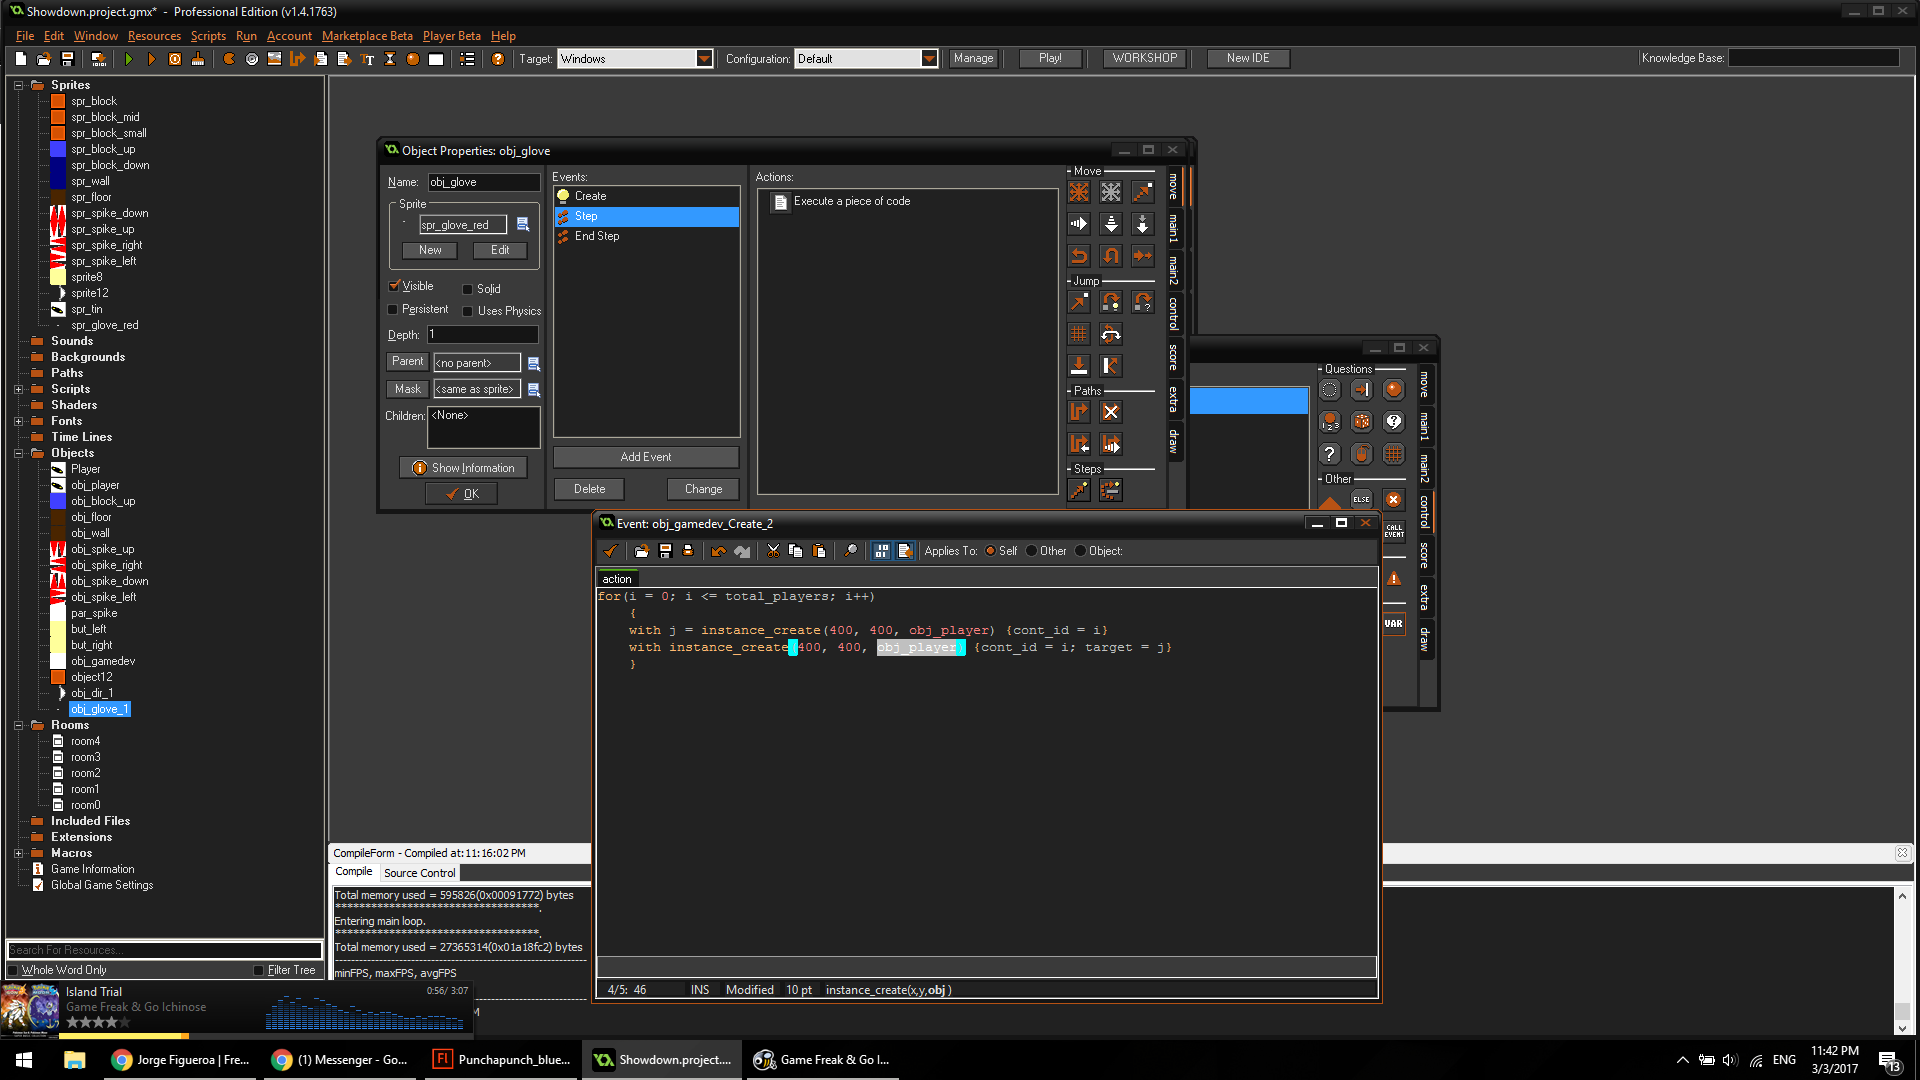 Showdown.project.gmx* - Professional Edition (v1.4.1763)
File Edit Window Resources Scripts Run Account Marketplace Beta Player Beta Help
Target: Windows Configuration: Default Manage Play! WORKSHOP New IDE Knowledge Base:
Sprites
spr_block
spr_block_mid
spr_block_small
spr_block_up
spr_block_down
spr_wall
spr_floor
spr_spike_down
spr_spike_up
spr_spike_right
spr_spike_left
sprite8
sprite12
spr_tin
spr_glove_red
Sounds
Backgrounds
Paths
Scripts
Shaders
Fonts
Time Lines
Objects
Player
obj_player
obj_block_up
obj_floor
obj_wall
obj_spike_up
obj_spike_right
obj_spike_down
obj_spike_left
par_spike
but_left
but_right
obj_gamedev
object12
obj_dir_1
obj_glove_1
Rooms
room4
room3
room2
room1
room0
Included Files
Extensions
Macros
Game Information
Global Game Settings
Search For Resources...
Whole Word Only Filter Tree
Object Properties: obj_glove
Name: obj_glove
Sprite
spr_glove_red
New Edit
Visible Solid
Persistent Uses Physics
Depth: 1
Parent <no parent>
Mask <same as sprite>
Children: <None>
Show Information
OK
Events:
Create
Step
End Step
Add Event
Delete Change
Actions:
Execute a piece of code
Move
Jump
Paths
Steps
move
main1
main2
control
score
extra
draw
Questions
Other
ELSE
CALL
EVENT
VAR
move
main1
main2
control
score
extra
draw
Event: obj_gamedev_Create_2
Applies To: Self Other Object:
action
for(i = 0; i <= total_players; i++)
{
with j = instance_create(400, 400, obj_player) {cont_id = i}
with instance_create(400, 400, obj_player) {cont_id = i; target = j}
}
4/5: 46 INS Modified 10 pt instance_create(x,y,obj )
CompileForm - Compiled at:11:16:02 PM
Compile Source Control
Total memory used = 595826(0x00091772) bytes
**********************************.
Entering main loop.
**********************************.
Total memory used = 27365314(0x01a18fc2) bytes
minFPS, maxFPS, avgFPS
M
Island Trial 0:56/ 3:07
Game Freak & Go Ichinose
Jorge Figueroa | Fre...
(1) Messenger - Go...
Punchapunch_blue...
Showdown.project....
Game Freak & Go I...
ENG
11:42 PM
3/3/2017
13